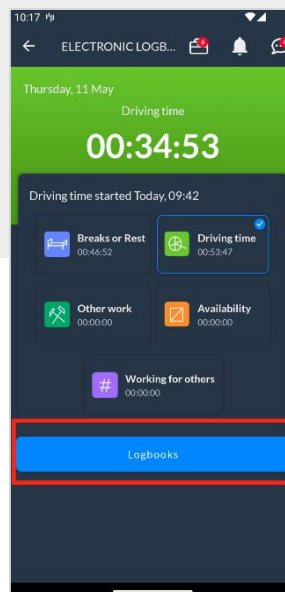 10:17
ELECTRONIC LOGB...
Thursday, 11 May
Driving time
00:34:53
Driving time started Today, 09:42
Breaks or Rest
00:46:52
Driving time
00:53:47
Other work
00:00:00
Availability
00:00:00
#
Working for others
00:00:00
Logbooks